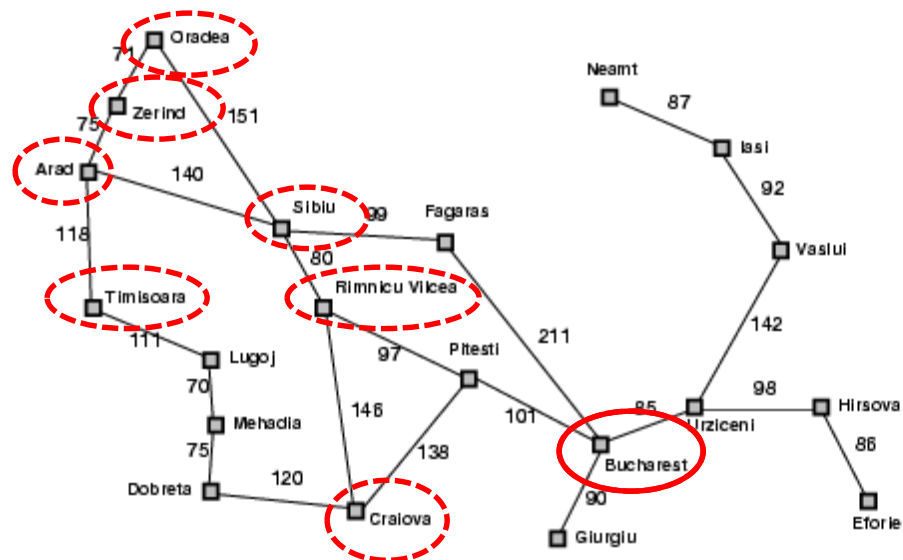 Oradea
71
Neamt
87
Zerind
151
75
Iasi
Arad
140
92
Sibiu
99
Fagaras
118
80
Vaslui
Timisoara
Rimnicu Vilcea
111
97
Pitesti
211
142
Lugoj
70
146
101
85
98
Hirsova
Mehadia
138
Urziceni
75
Bucharest
86
Dobreta
120
90
Craiova
Giurgiu
Eforie